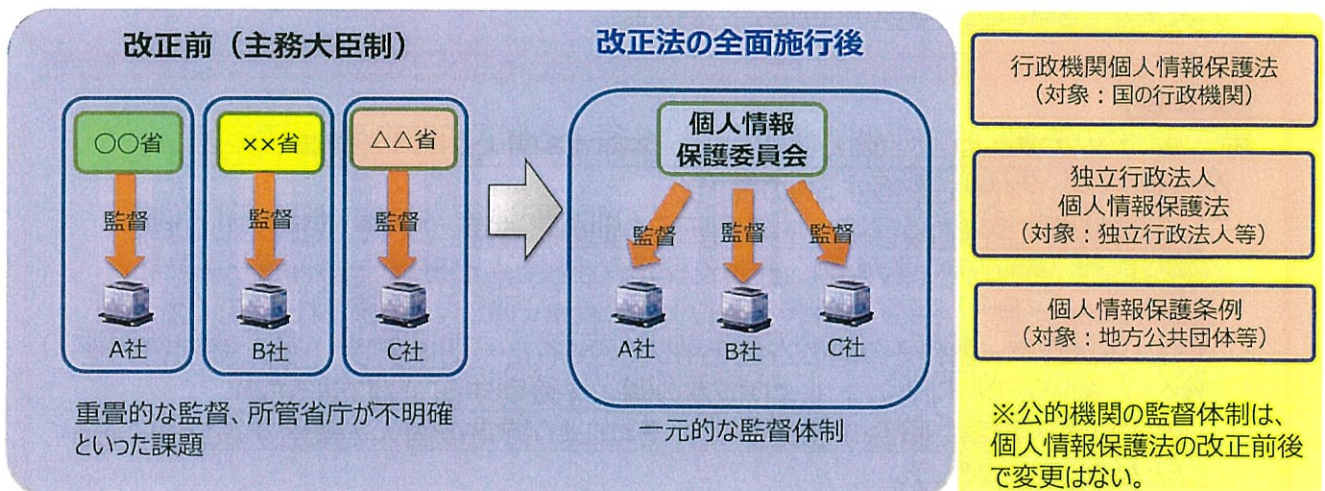 改正前（主務大臣制）
○○省
××省
△△省
監督
監督
監督
A社
B社
C社
重畳的な監督、所管省庁が不明確
といった課題
改正法の全面施行後
個人情報
保護委員会
監督
監督
監督
A社
B社
C社
一元的な監督体制
行政機関個人情報保護法
（対象：国の行政機関）
独立行政法人
個人情報保護法
（対象：独立行政法人等）
個人情報保護条例
（対象：地方公共団体等）
※公的機関の監督体制は、
個人情報保護法の改正前後
で変更はない。